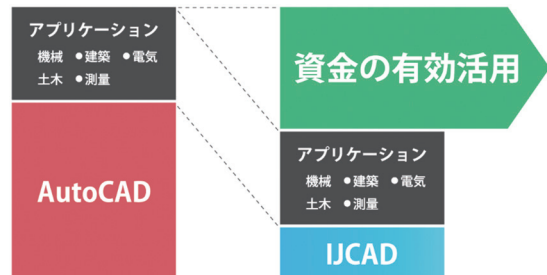 アプリケーション
機械 ●建築 ●電気
土木 ●測量
AutoCAD
資金の有効活用
アプリケーション
機械 ●建築 ●電気
土木 ●測量
IJCAD